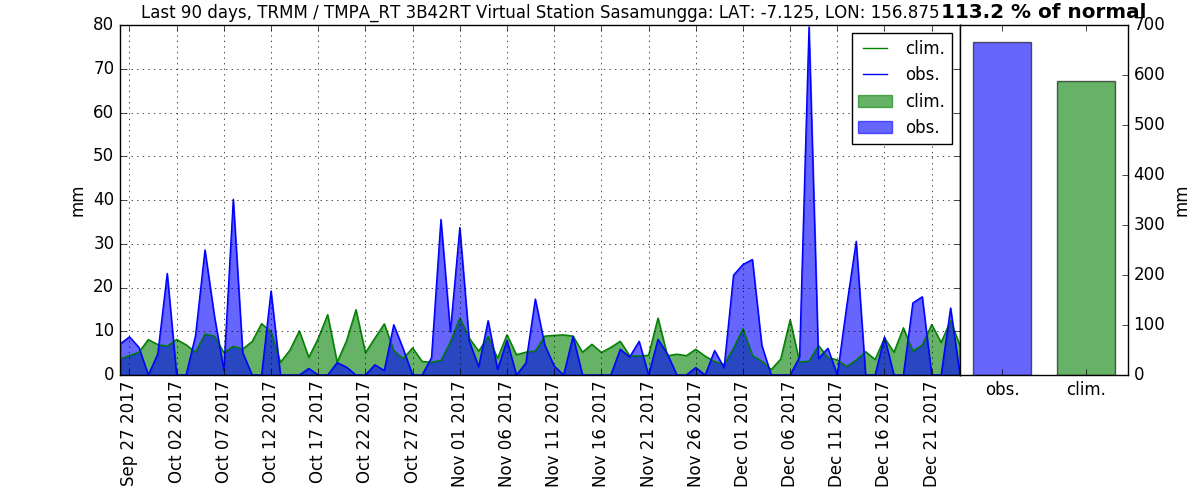 Last 90 days, TRMM / TMPA_RT 3B42RT Virtual Station Sasamungga: LAT: -7.125, LON: 156.875 113.2 % of normal
80
70
60
50
40
30
20
10
0
mm
clim.
obs.
clim.
obs.
700
600
500
400
300
200
100
0
mm
Sep 27 2017
Oct 02 2017
Oct 07 2017
Oct 12 2017
Oct 17 2017
Oct 22 2017
Oct 27 2017
Nov 01 2017
Nov 06 2017
Nov 11 2017
Nov 16 2017
Nov 21 2017
Nov 26 2017
Dec 01 2017
Dec 06 2017
Dec 11 2017
Dec 16 2017
Dec 21 2017
obs.
clim.